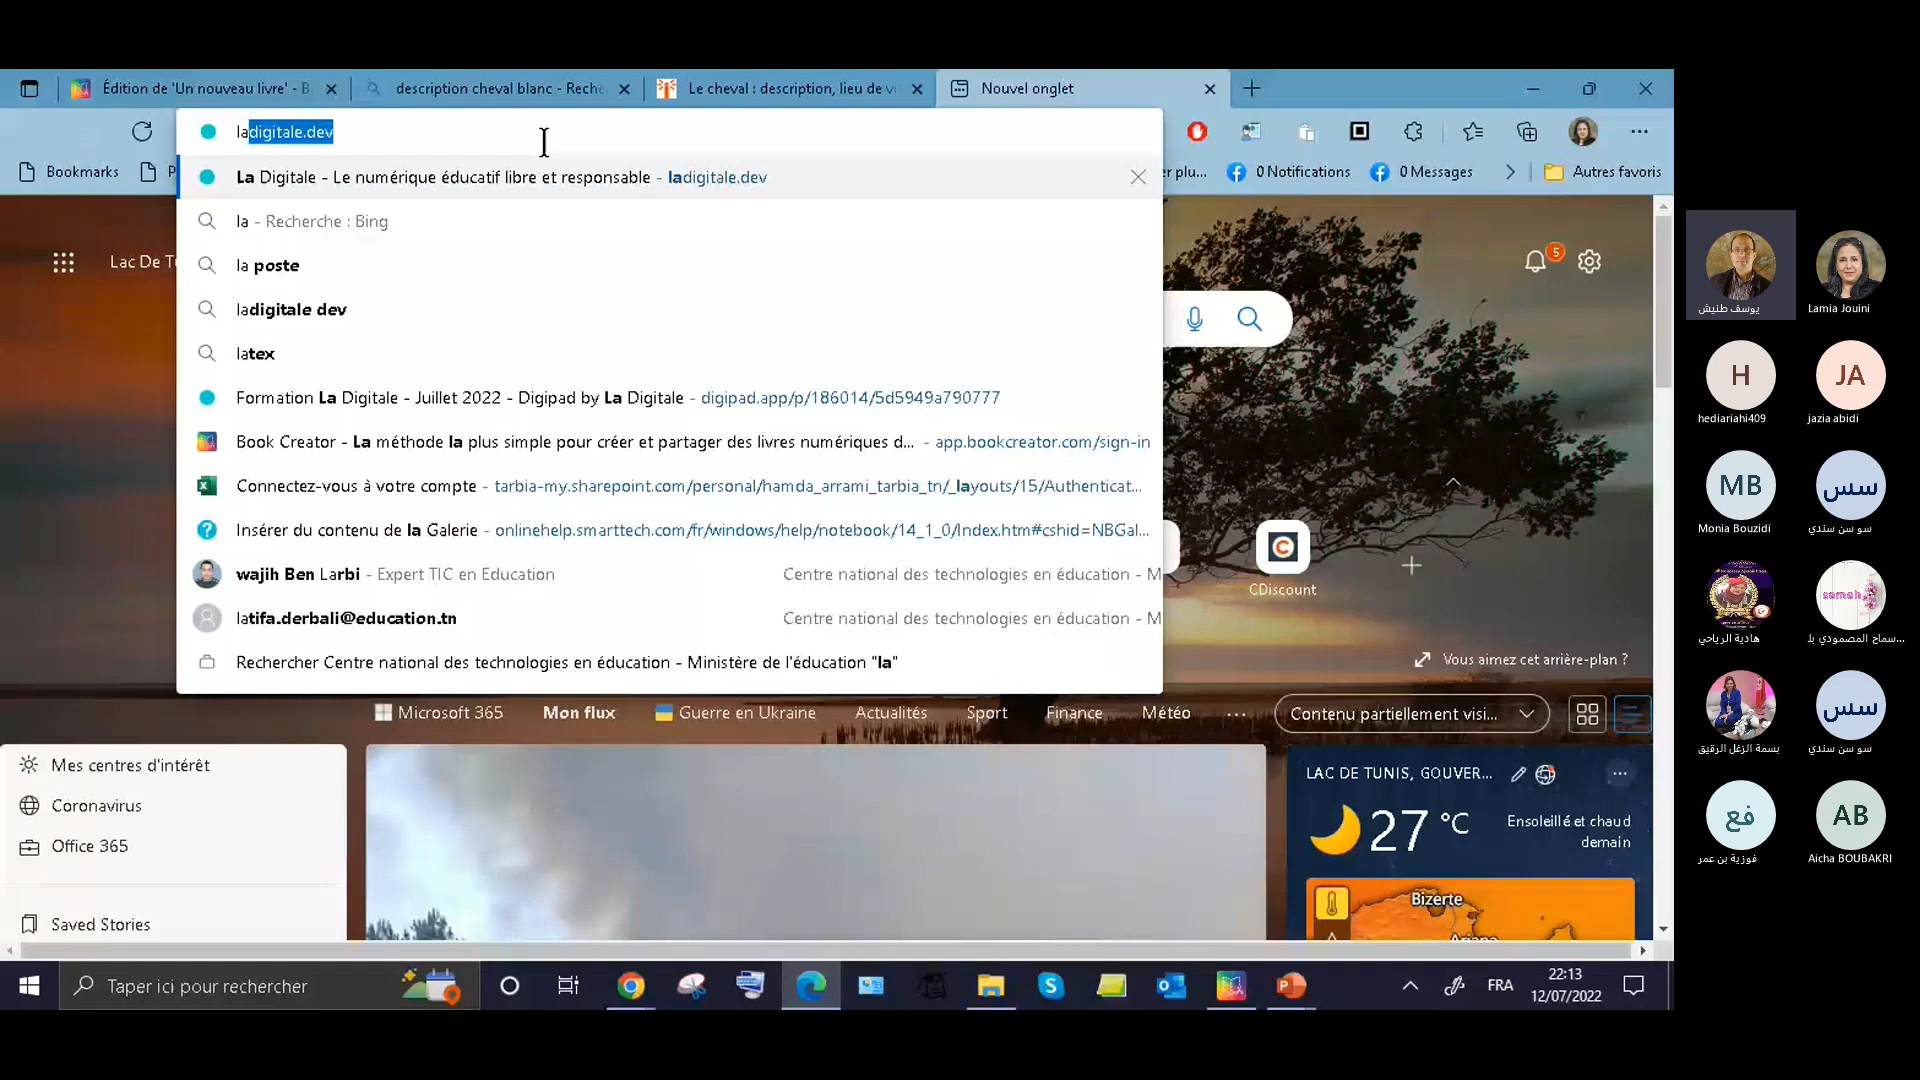 Édition de 'Un nouveau livre' - B
description cheval blanc - Reche
Le cheval : description, lieu de v
Nouvel onglet
ladigitale.dev
Bookmarks
P
er plu...
0 Notifications
0 Messages
Autres favoris
La Digitale - Le numérique éducatif libre et responsable - ladigitale.dev
la - Recherche : Bing
la poste
ladigitale dev
latex
Formation La Digitale - Juillet 2022 - Digipad by La Digitale - digipad.app/p/186014/5d5949a790777
Book Creator - La méthode la plus simple pour créer et partager des livres numériques d... - app.bookcreator.com/sign-in
Connectez-vous à votre compte - tarbia-my.sharepoint.com/personal/hamda_arrami_tarbia_tn/_layouts/15/Authenticat...
Insérer du contenu de la Galerie - onlinehelp.smarttech.com/fr/windows/help/notebook/14_1_0/Index.htm#cshid=NBGal...
wajih Ben Larbi - Expert TIC en Education Centre national des technologies en éducation - M
latifa.derbali@education.tn Centre national des technologies en éducation - M
Rechercher Centre national des technologies en éducation - Ministère de l'éducation "la"
Lac De Tu
5
CDiscount
Vous aimez cet arrière-plan ?
Microsoft 365
Mon flux
Guerre en Ukraine
Actualités
Sport
Finance
Météo
...
Contenu partiellement visi...
Mes centres d'intérêt
Coronavirus
Office 365
Saved Stories
LAC DE TUNIS, GOUVER...
27 °C
Ensoleillé et chaud
demain
Bizerte
Ariana
Taper ici pour rechercher
FRA
22:13
12/07/2022
يوسف طنيش
Lamia Jouini
H
hediariahi409
JA
jazia abidi
MB
Monia Bouzidi
سس
سو سن سندي
هادية الرياحي
samah
سماح المصمودي بل...
بسمة الزغل الرقيق
سس
سو سن سندي
فع
فوزية بن عمر
AB
Aicha BOUBAKRI